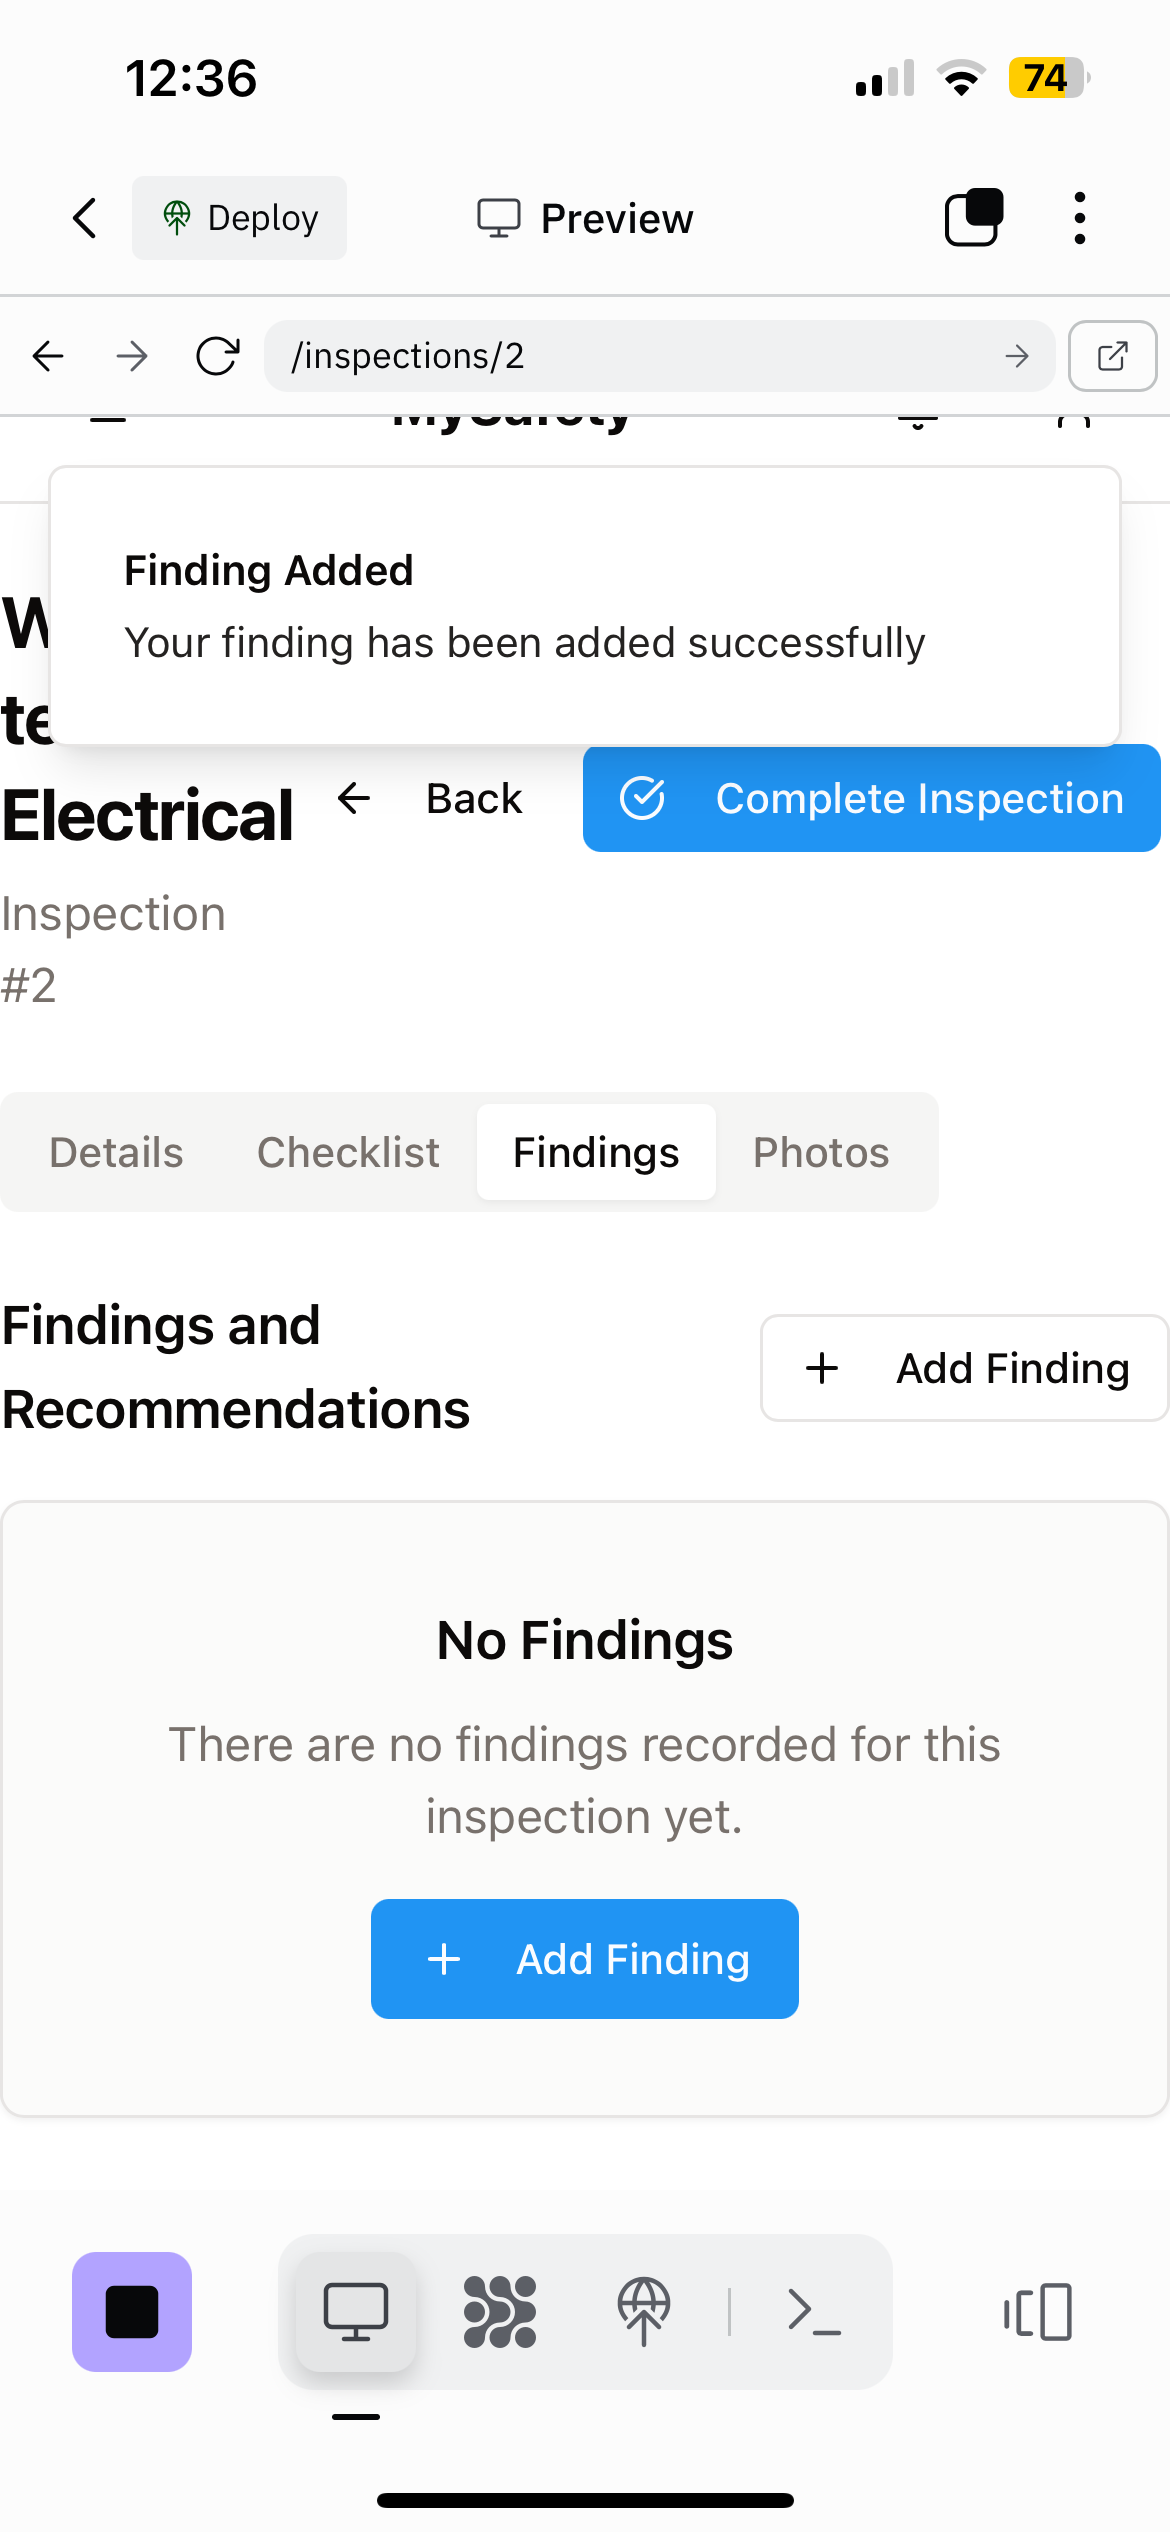 12:36
74
Deploy
Preview
/inspections/2
MySafety
Finding Added
Your finding has been added successfully
Electrical
Back
Complete Inspection
Inspection
#2
Details
Checklist
Findings
Photos
Findings and
Recommendations
Add Finding
No Findings
There are no findings recorded for this
inspection yet.
Add Finding